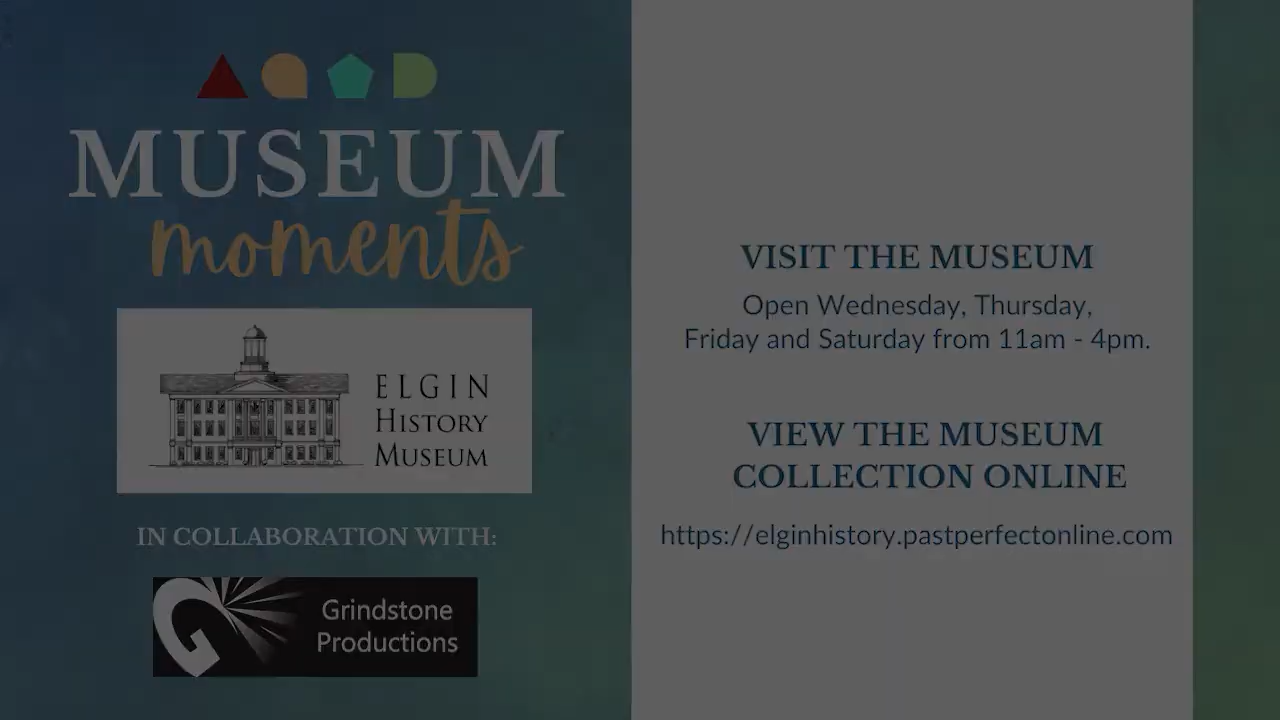 MUSEUM
moments
ELGIN
HISTORY
MUSEUM
IN COLLABORATION WITH:
Grindstone
Productions
VISIT THE MUSEUM
Open Wednesday, Thursday,
Friday and Saturday from 11am - 4pm.
VIEW THE MUSEUM
COLLECTION ONLINE
https://elginhistory.pastperfectonline.com